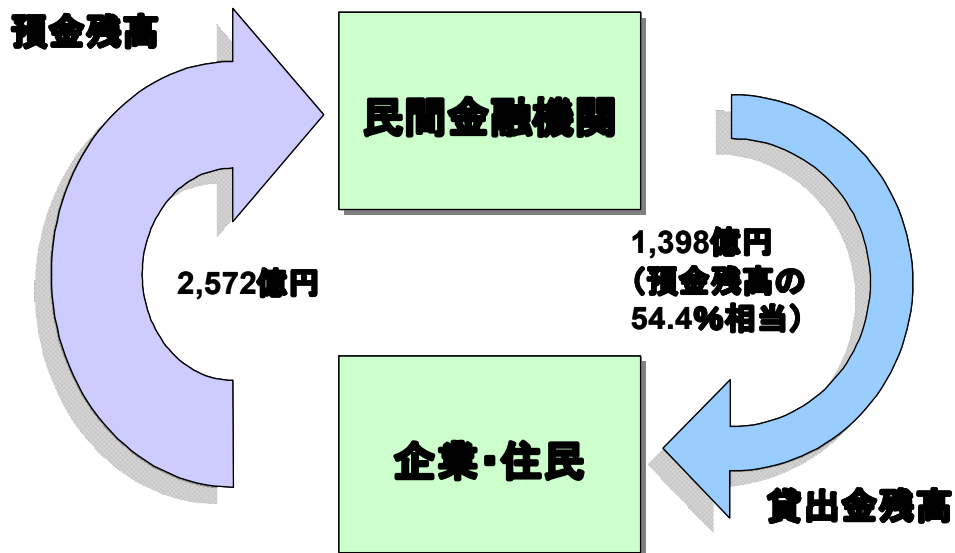 預金残高
民間金融機関
2,572億円
1,398億円
（預金残高の
54.4％相当）
企業・住民
貸出金残高